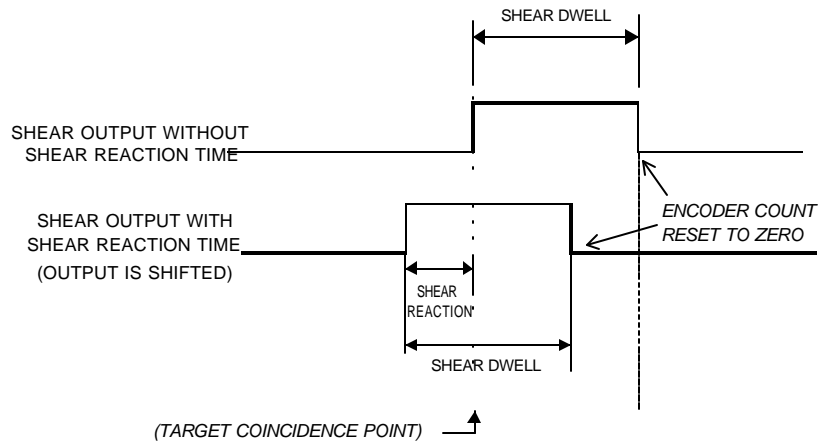 SHEAR DWELL
SHEAR OUTPUT WITHOUT
SHEAR REACTION TIME
SHEAR OUTPUT WITH
SHEAR REACTION TIME
(OUTPUT IS SHIFTED)
ENCODER COUNT
RESET TO ZERO
SHEAR
REACTION
SHEAR DWELL
(TARGET COINCIDENCE POINT)